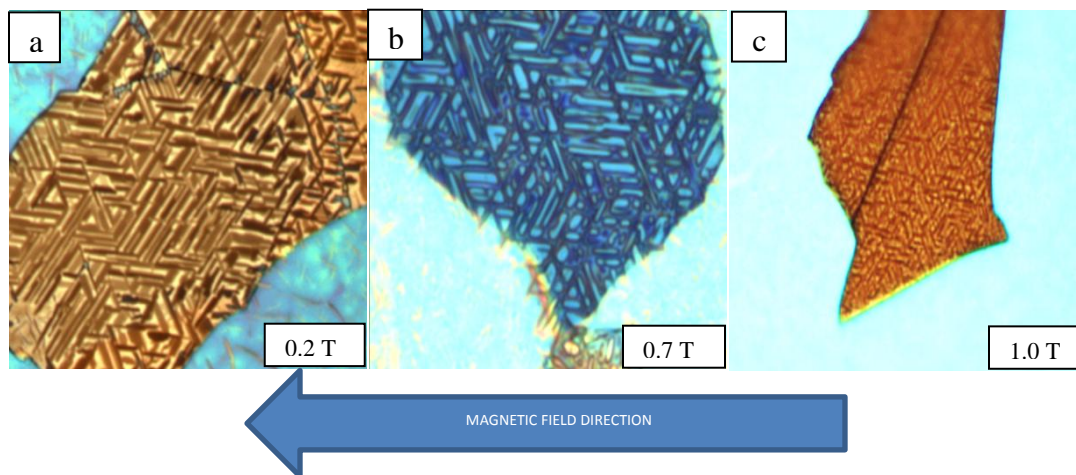 a
b
c
0.2 T
0.7 T
1.0 T
MAGNETIC FIELD DIRECTION